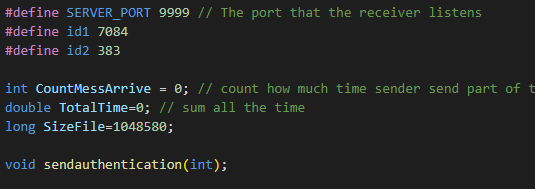 #define SERVER_PORT 9999 // The port that the receiver listens
#define id1 7084
#define id2 383
int CountMessArrive = 0; // count how much time sender send part of t
double TotalTime=0; // sum all the time
long SizeFile=1048580;
void sendauthentication(int);